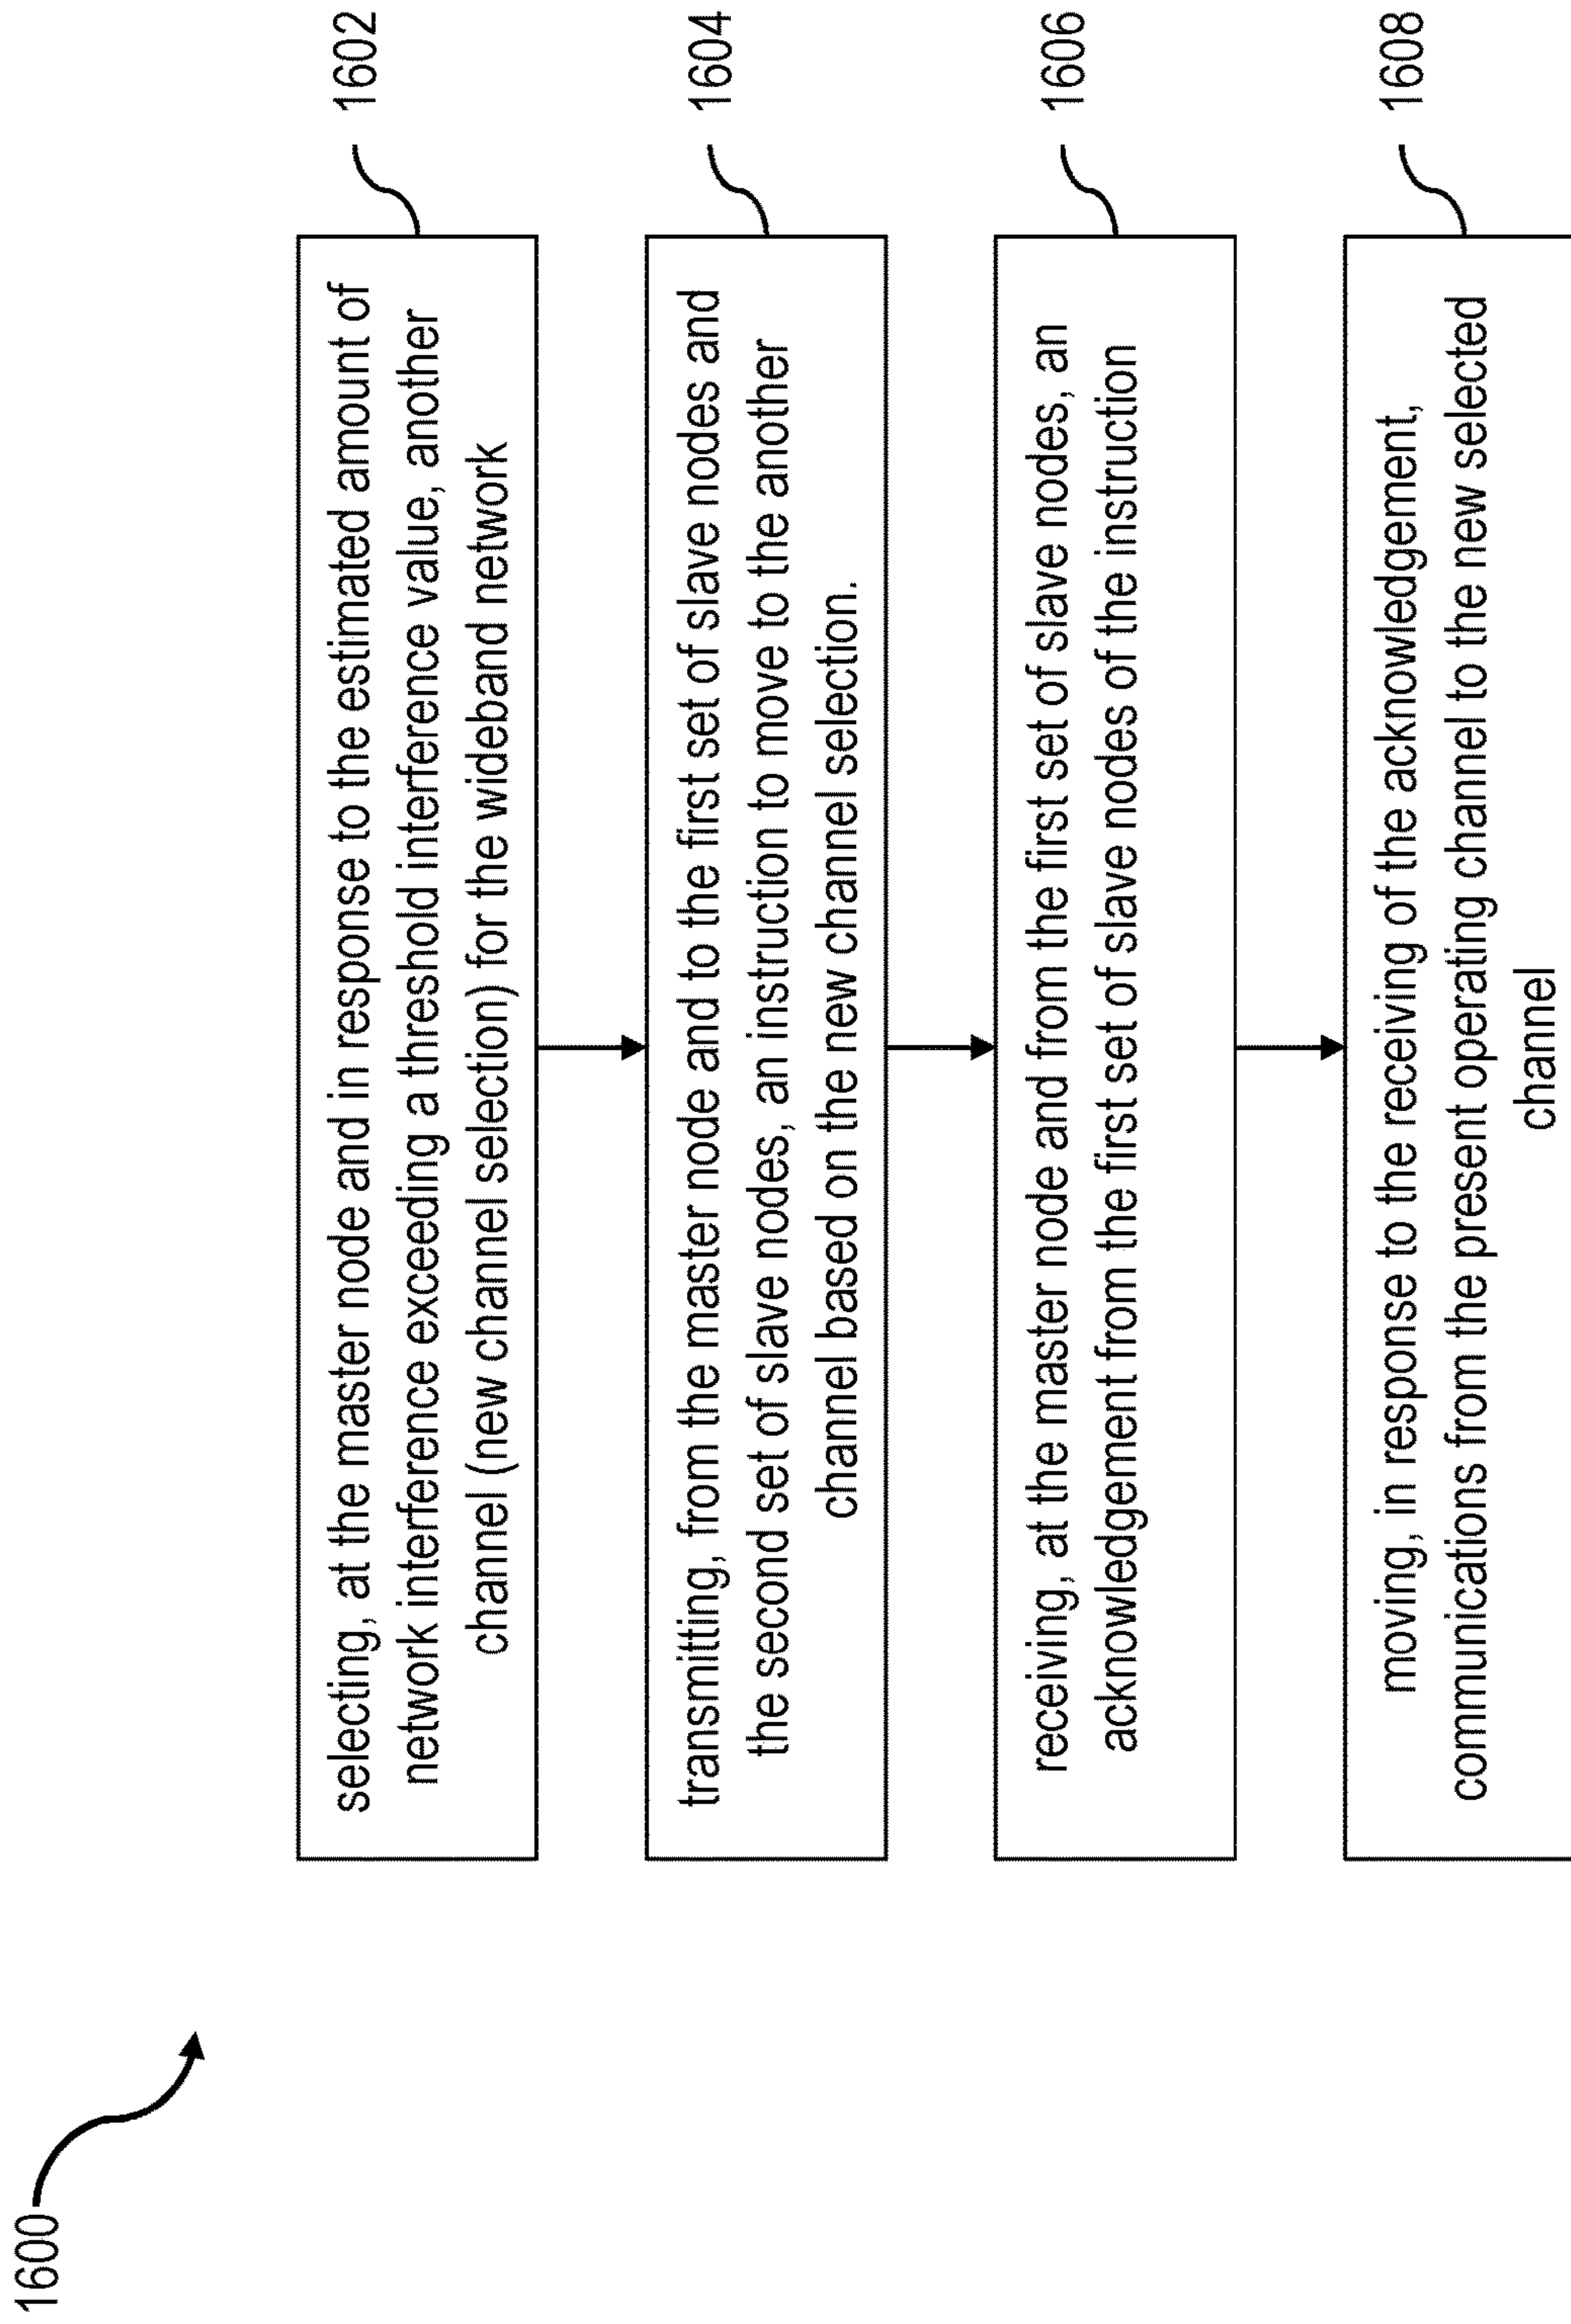 1600
selecting, at the master node and in response to the estimated amount of
network interference exceeding a threshold interference value, another
channel (new channel selection) for the wideband network
1602
transmitting, from the master node and to the first set of slave nodes and
the second set of slave nodes, an instruction to move to the another
channel based on the new channel selection.
1604
receiving, at the master node and from the first set of slave nodes, an
acknowledgement from the first set of slave nodes of the instruction
1606
moving, in response to the receiving of the acknowledgement,
communications from the present operating channel to the new selected
channel
1608